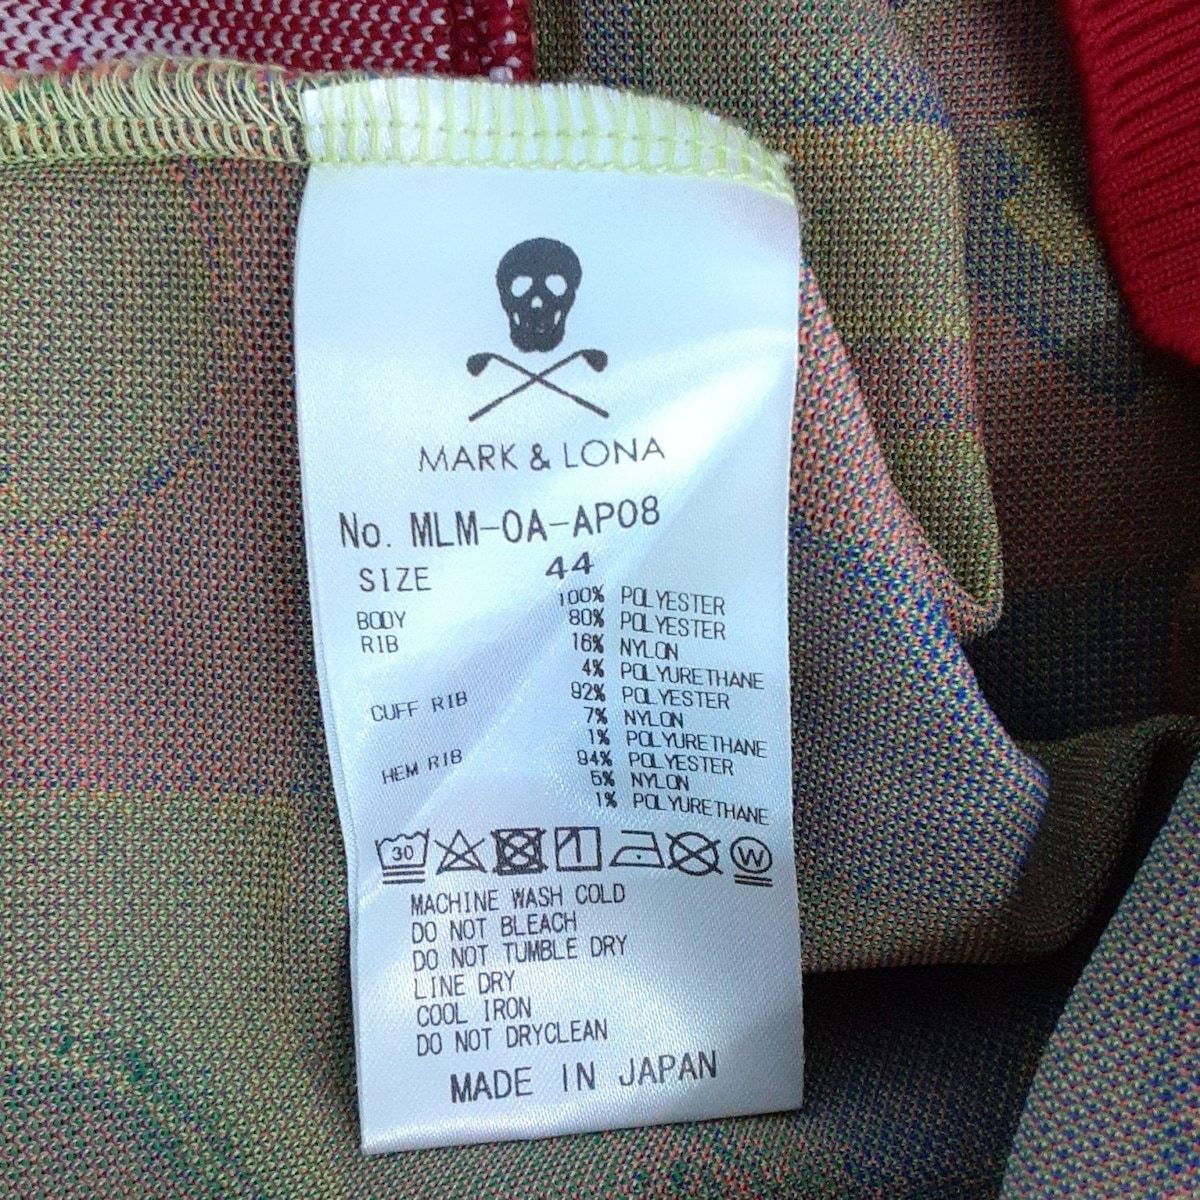 MARK & LONA
No. MLM-OA-AP08
SIZE 44
BODY 100% POLYESTER
RIB 80% POLYESTER
16% NYLON
4% POLYURETHANE
CUFF RIB 92% POLYESTER
7% NYLON
1% POLYURETHANE
HEM RIB 94% POLYESTER
5% NYLON
1% POLYURETHANE
30 W
MACHINE WASH COLD
DO NOT BLEACH
DO NOT TUMBLE DRY
LINE DRY
COOL IRON
DO NOT DRYCLEAN
MADE IN JAPAN